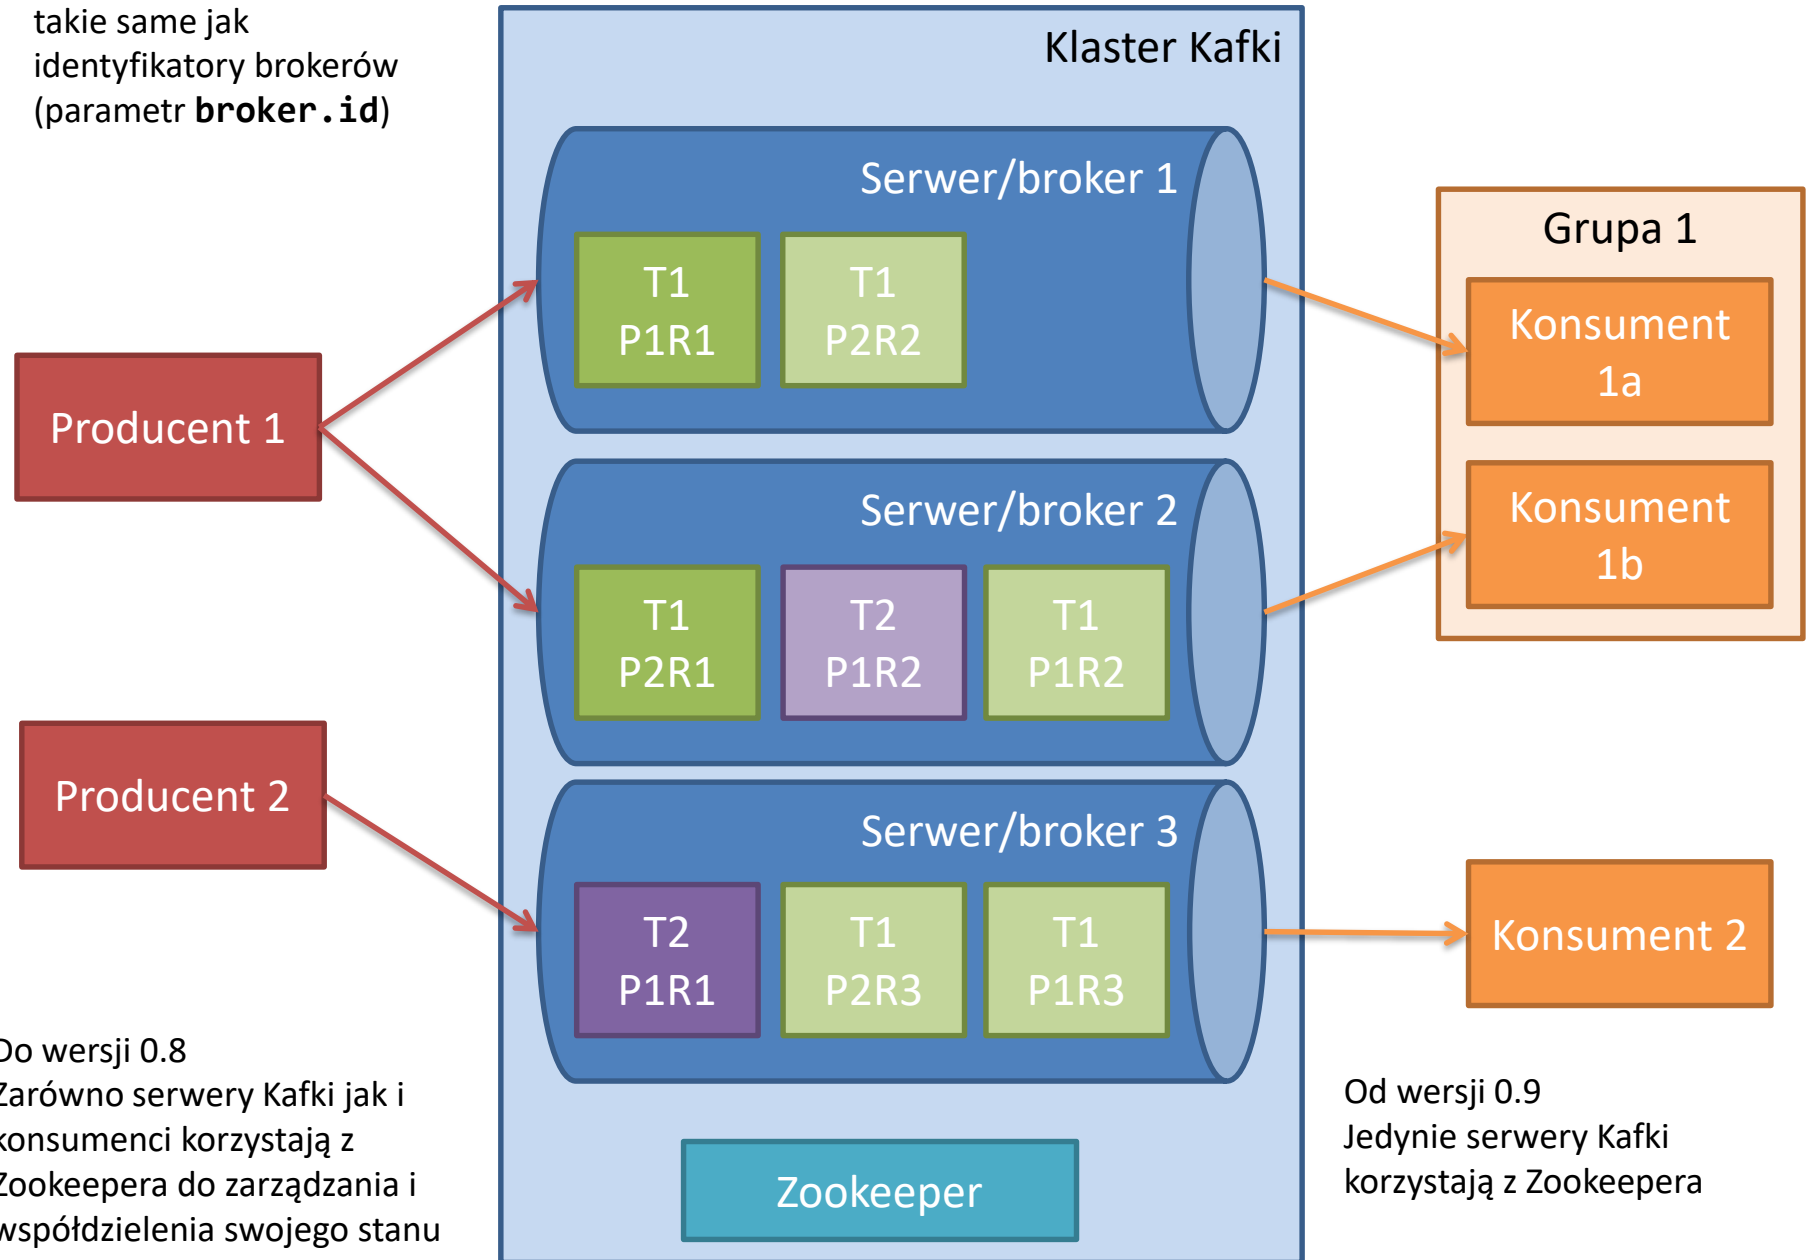 takie same jak
identyfikatory brokerów
(parametr broker.id)
Klaster Kafki
Serwer/broker 1
T1
P1R1
T1
P2R2
Serwer/broker 2
T1
P2R1
T2
P1R2
T1
P1R2
Serwer/broker 3
T2
P1R1
T1
P2R3
T1
P1R3
Zookeeper
Producent 1
Producent 2
Grupa 1
Konsument
1a
Konsument
1b
Konsument 2
Do wersji 0.8
Zarówno serwery Kafki jak i
konsumenci korzystają z
Zookeepera do zarządzania i
współdzielenia swojego stanu
Od wersji 0.9
Jedynie serwery Kafki
korzystają z Zookeepera